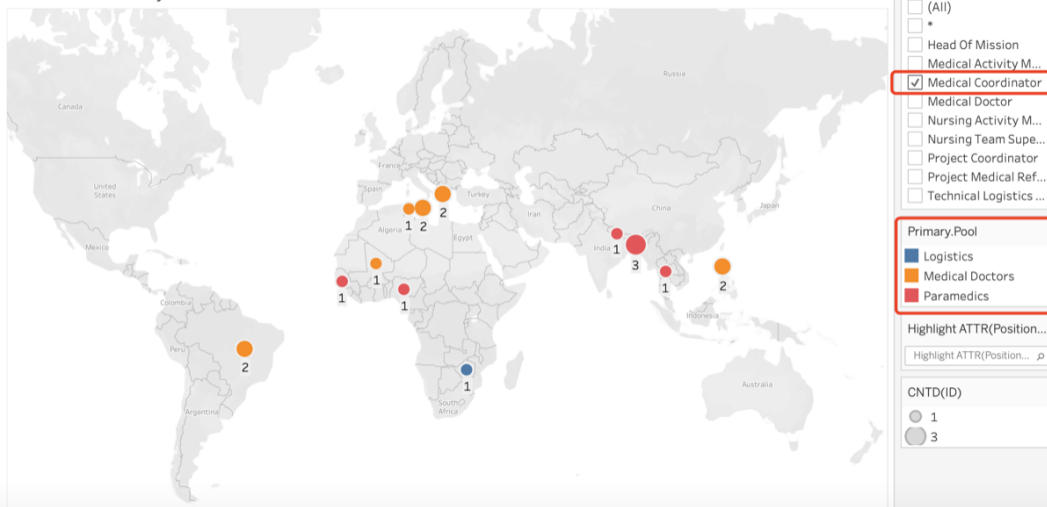 Canada
United
States
Mexico
Colombia
Peru
Argentina
2
France
Spain
Turkey
Algeria
Egypt
1
2
2
1
1
1
South
Africa
1
Russia
China
Japan
Iran
India
1
3
1
2
Indonesia
Australia
(All)
*
Head Of Mission
Medical Activity M...
Medical Coordinator
Medical Doctor
Nursing Activity M...
Nursing Team Supe...
Project Coordinator
Project Medical Ref...
Technical Logistics ...
Primary.Pool
Logistics
Medical Doctors
Paramedics
Highlight ATTR(Position...
Highlight ATTR(Position...
CNTD(ID)
1
3